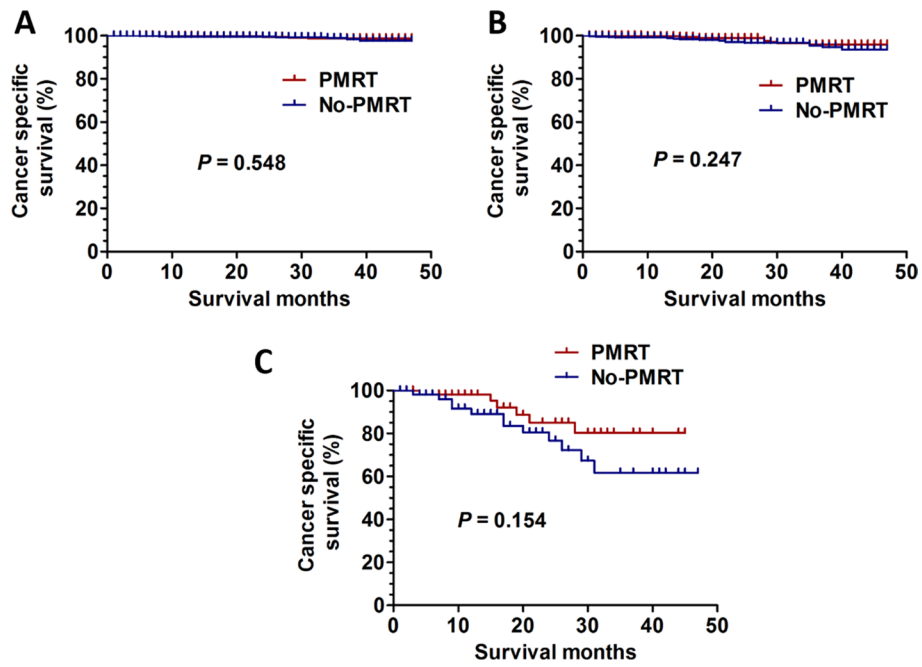 A
Cancer specific
survival (%)
100
80
60
40
20
0
PMRT
No-PMRT
P = 0.548
0 10 20 30 40 50
Survival months
B
Cancer specific
survival (%)
100
80
60
40
20
0
PMRT
No-PMRT
P = 0.247
0 10 20 30 40 50
Survival months
C
Cancer specific
survival (%)
100
80
60
40
20
0
PMRT
No-PMRT
P = 0.154
0 10 20 30 40 50
Survival months